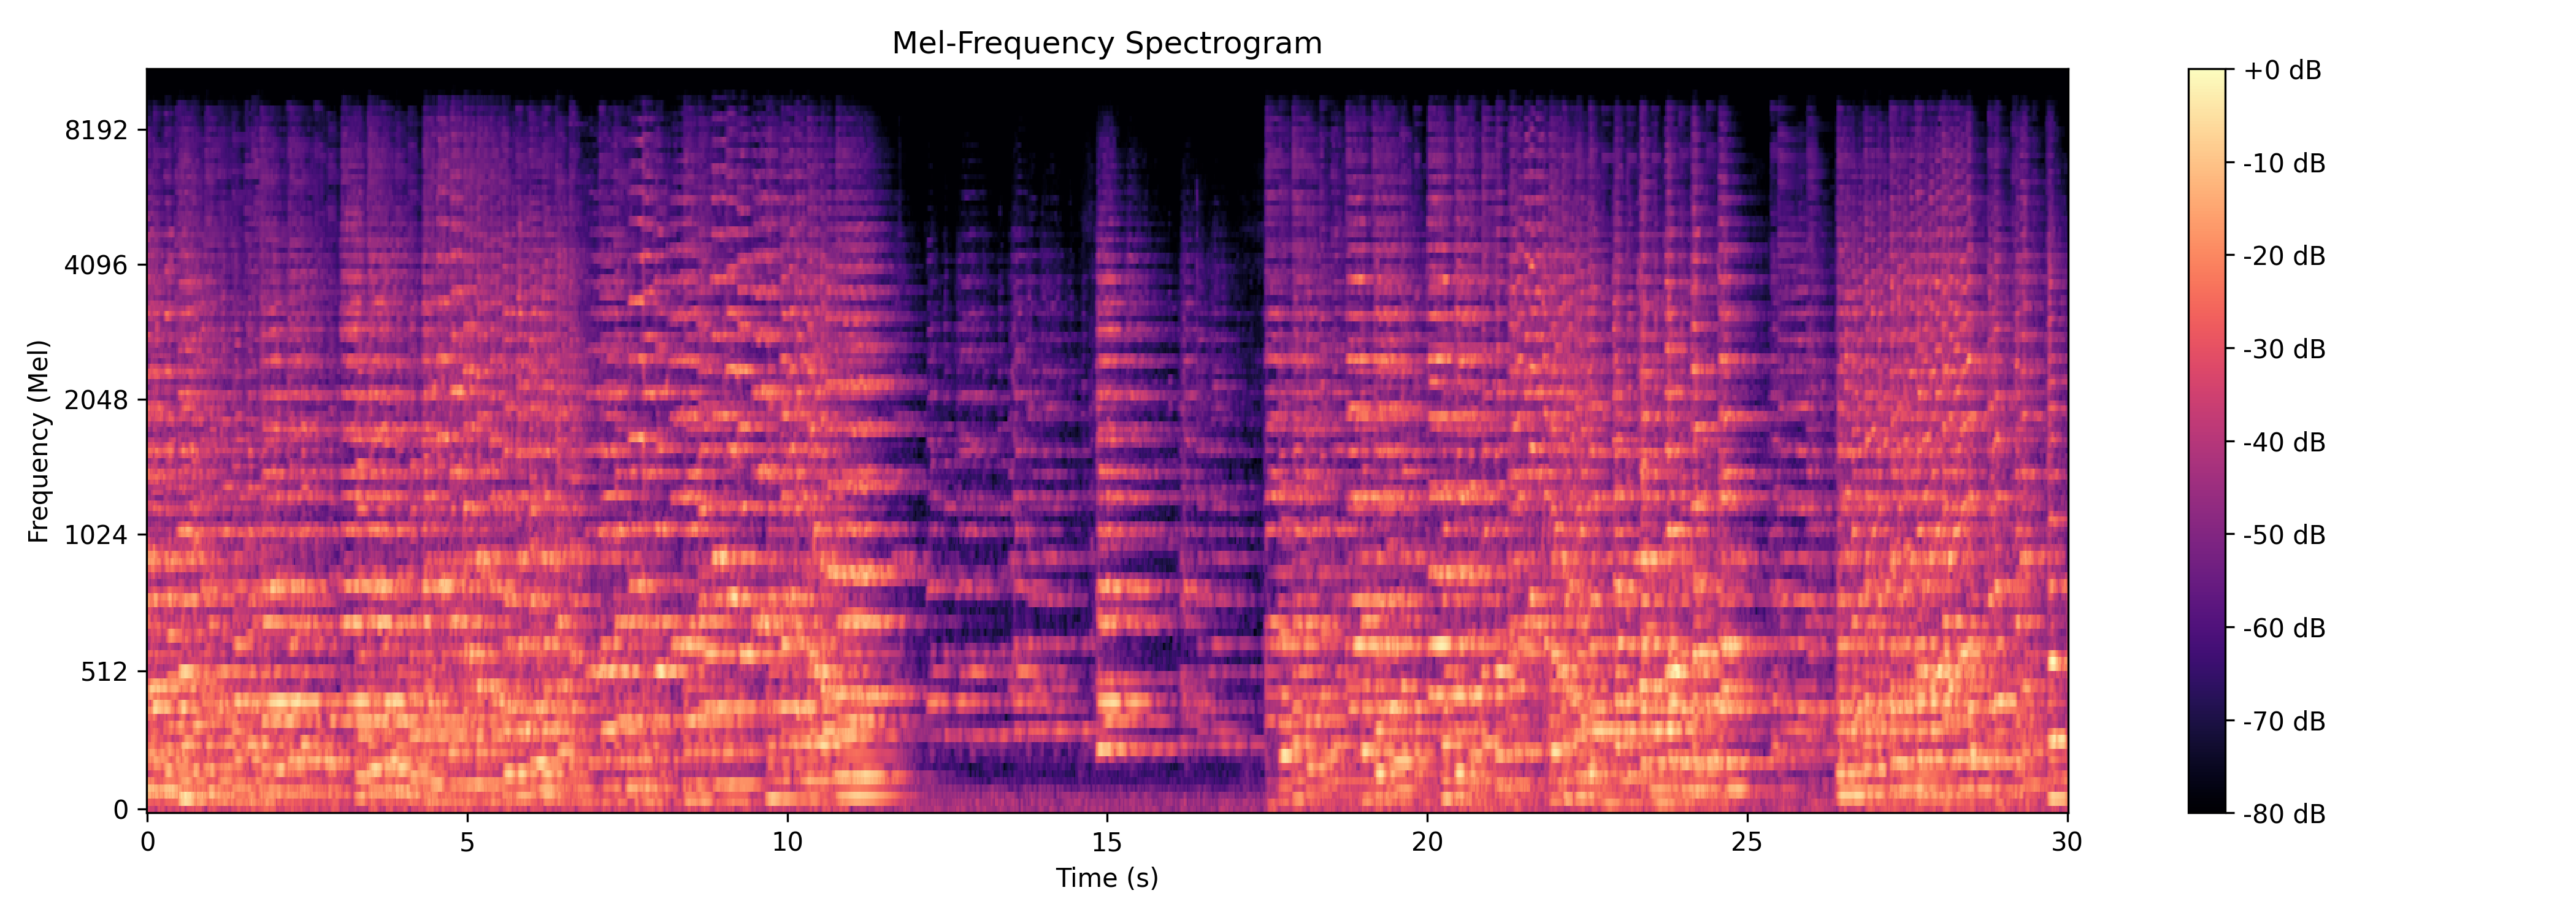 Mel-Frequency Spectrogram
Frequency (Mel)
8192
4096
2048
1024
512
0
0 5 10 15 20 25 30
Time (s)
+0 dB
-10 dB
-20 dB
-30 dB
-40 dB
-50 dB
-60 dB
-70 dB
-80 dB